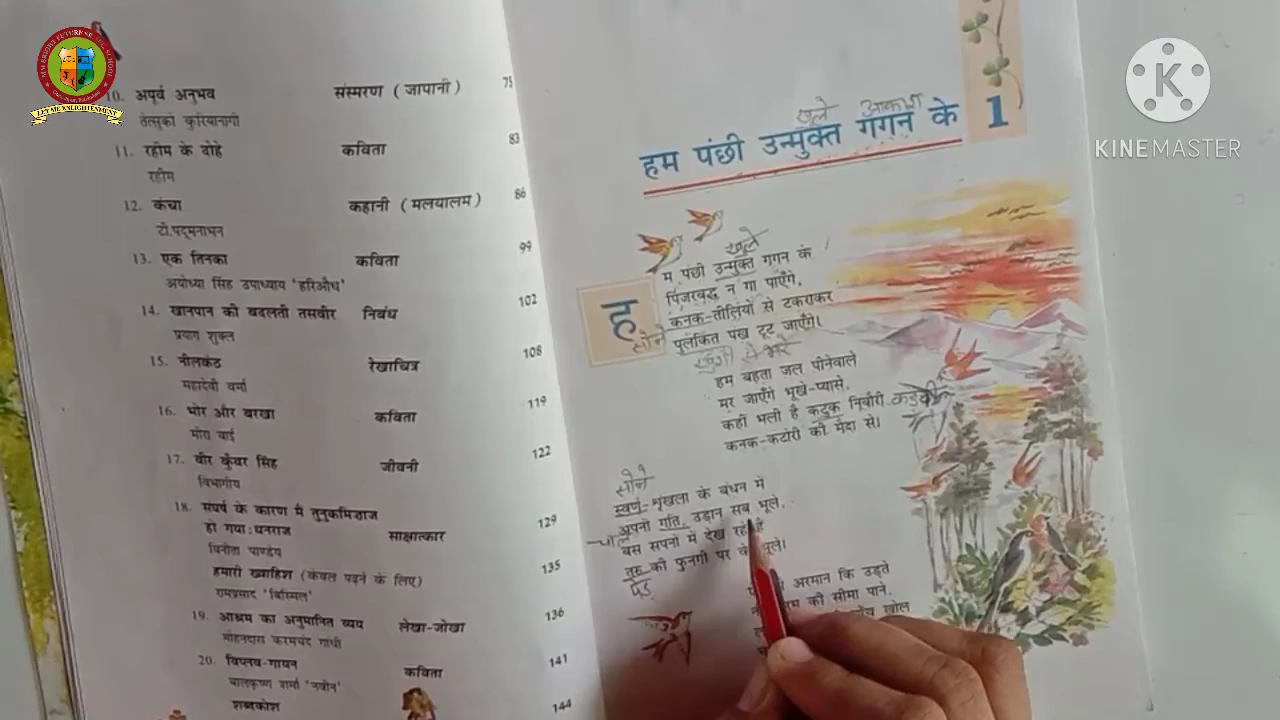 10. अपूर्व अनुभव संस्मरण (जापानी) 75
तेत्सुको कुरियानागी
11. रहीम के दोहे कविता 83
रहीम
12. कंचा कहानी (मलयालम) 86
टी.पद्मनाभन
13. एक तिनका कविता 99
अयोध्या सिंह उपाध्याय 'हरिऔध'
14. खानपान की बदलती तसवीर निबंध 102
प्रयाग शुक्ल
15. नीलकंठ रेखाचित्र 108
महादेवी वर्मा
16. भोर और बरखा कविता 119
मीरा बाई
17. वीर कुँवर सिंह जीवनी 122
विभागीय
18. संघर्ष के कारण मैं तुनुकमिज़ाज
हो गया : धनराज साक्षात्कार 129
विनीता पाण्डेय
हमारी ख्वाहिश (केवल पढ़ने के लिए) 135
रामप्रसाद 'बिस्मिल'
19. आश्रम का अनुमानित व्यय लेखा-जोखा 136
मोहनदास करमचंद गांधी
20. विप्लव-गायन कविता 141
बालकृष्ण शर्मा 'नवीन'
शब्दकोश 144
खुले आकाश
हम पंछी उन्मुक्त गगन के 1
खुले
हम पंछी उन्मुक्त गगन के
पिंजरबद्ध न गा पाएँगे,
कनक-तीलियों से टकराकर
सोने पुलकित पंख टूट जाएँगे।
खुशी से भरे
हम बहता जल पीनेवाले
मर जाएँगे भूखे-प्यासे,
कहीं भली है कटुक निबौरी कड़वी
कनक-कटोरी की मैदा से।
सोने
स्वर्ण-श्रृंखला के बंधन में
अपनी गति, उड़ान सब भूले,
चाल
बस सपनों में देख रहे हैं
तरु की फुनगी पर के झूले।
पेड़
अरमान कि उड़ते
की सीमा पाने,
खोल
LET ME ENLIGHTENMENT
K
KINEMASTER